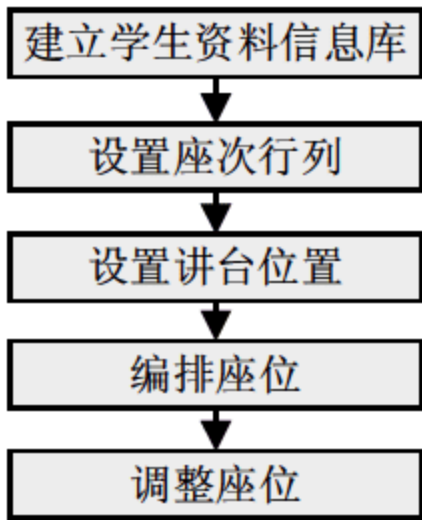 建立学生资料信息库
设置座次行列
设置讲台位置
编排座位
调整座位